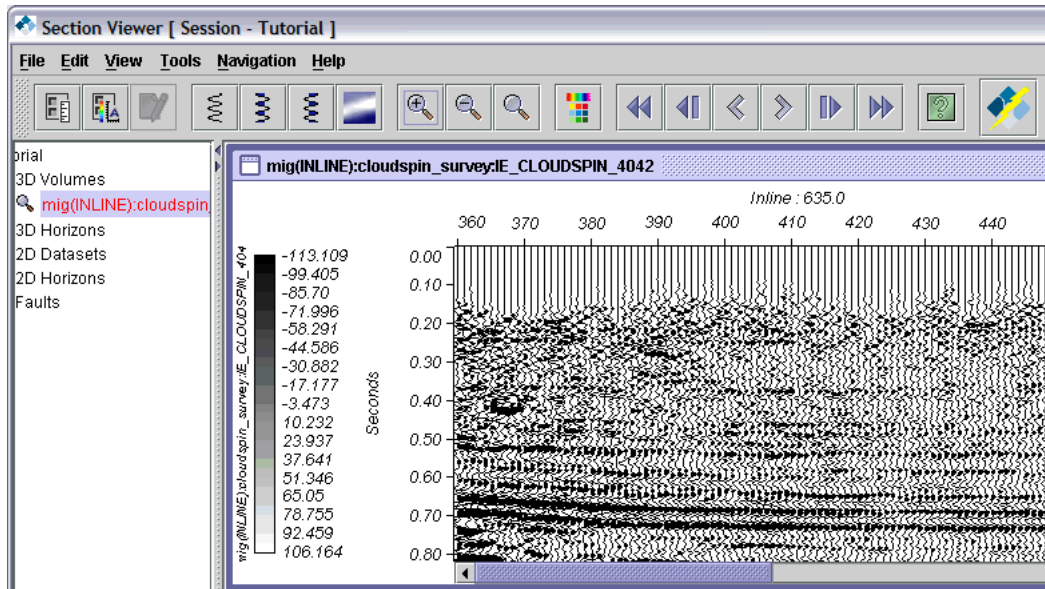 Section Viewer [ Session - Tutorial ]
File Edit View Tools Navigation Help
orial
3D Volumes
mig(INLINE):cloudspin_
3D Horizons
2D Datasets
2D Horizons
Faults
mig(INLINE):cloudspin_survey:IE_CLOUDSPIN_4042
Inline : 635.0
360 370 380 390 400 410 420 430 440
mig(INLINE):cloudspin_survey:IE_CLOUDSPIN_404
-113.109
-99.405
-85.70
-71.996
-58.291
-44.586
-30.882
-17.177
-3.473
10.232
23.937
37.641
51.346
65.05
78.755
92.459
106.164
Seconds
0.00
0.10
0.20
0.30
0.40
0.50
0.60
0.70
0.80